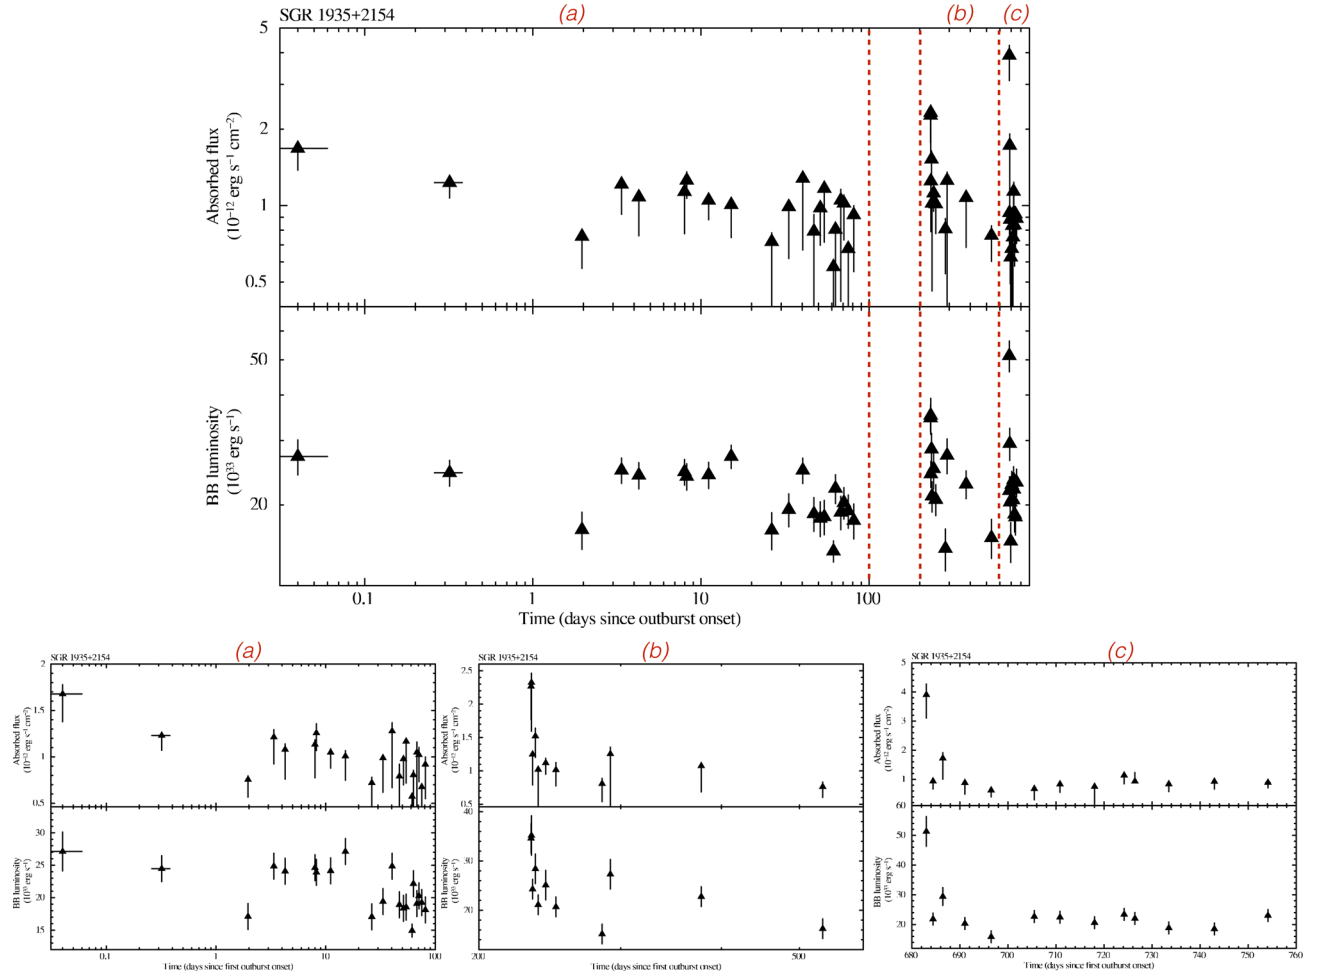 SGR 1935+2154
(a)
(b)
(c)
5
2
1
0.5
Absorbed flux
(10⁻¹² erg s⁻¹ cm⁻²)
50
20
BB luminosity
(10³³ erg s⁻¹)
0.1
1
10
100
Time (days since outburst onset)
(a)
SGR 1935+2154
2
1.5
1
0.5
Absorbed flux
(10⁻¹² erg s⁻¹ cm⁻²)
30
25
20
15
BB luminosity
(10³³ erg s⁻¹)
0.1
1
10
100
Time (days since first outburst onset)
(b)
SGR 1935+2154
2.5
2
1.5
1
0.5
Absorbed flux
(10⁻¹² erg s⁻¹ cm⁻²)
40
30
20
BB luminosity
(10³³ erg s⁻¹)
200
500
Time (days since first outburst onset)
(c)
SGR 1935+2154
5
4
3
2
1
Absorbed flux
(10⁻¹² erg s⁻¹ cm⁻²)
60
50
40
30
20
BB luminosity
(10³³ erg s⁻¹)
680
690
700
710
720
730
740
750
760
Time (days since first outburst onset)